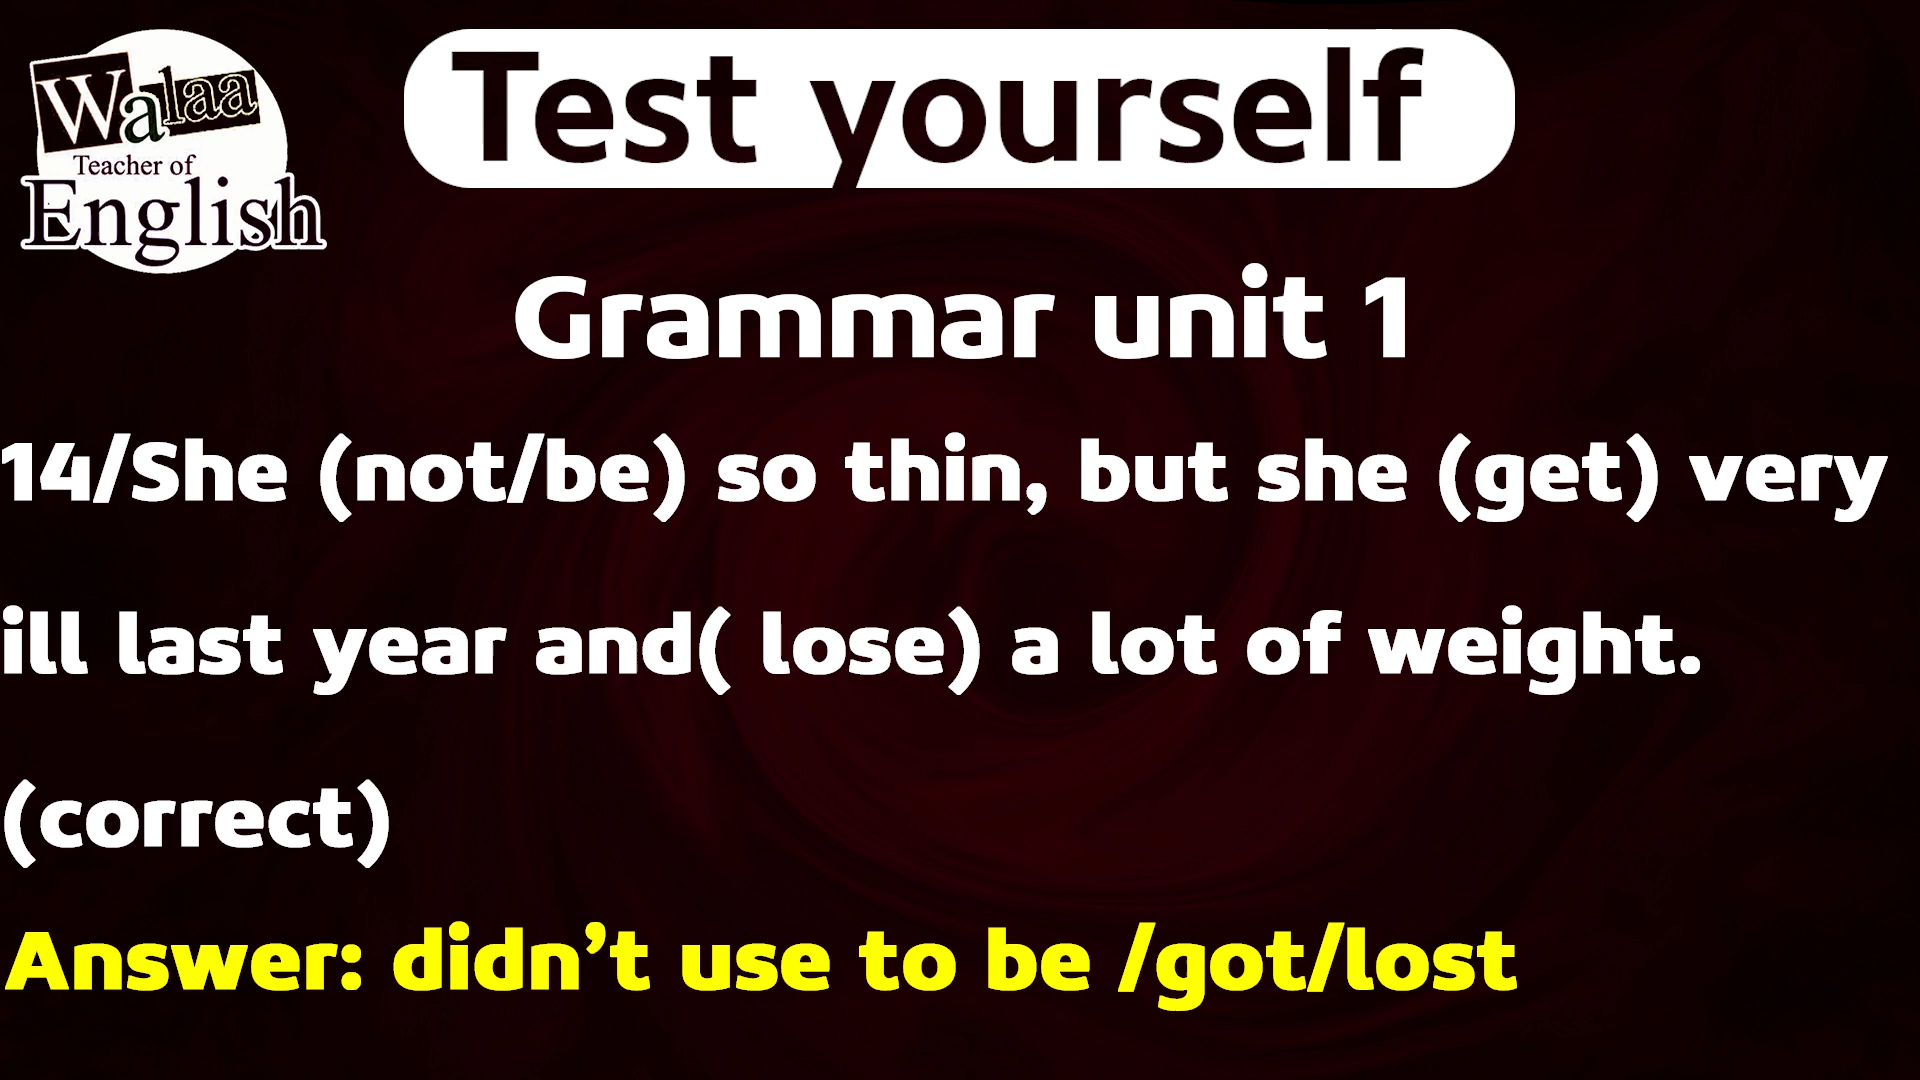 Walaa
Teacher of
English
Test yourself
Grammar unit 1
14/She (not/be) so thin, but she (get) very
ill last year and( lose) a lot of weight.
(correct)
Answer: didn’t use to be /got/lost